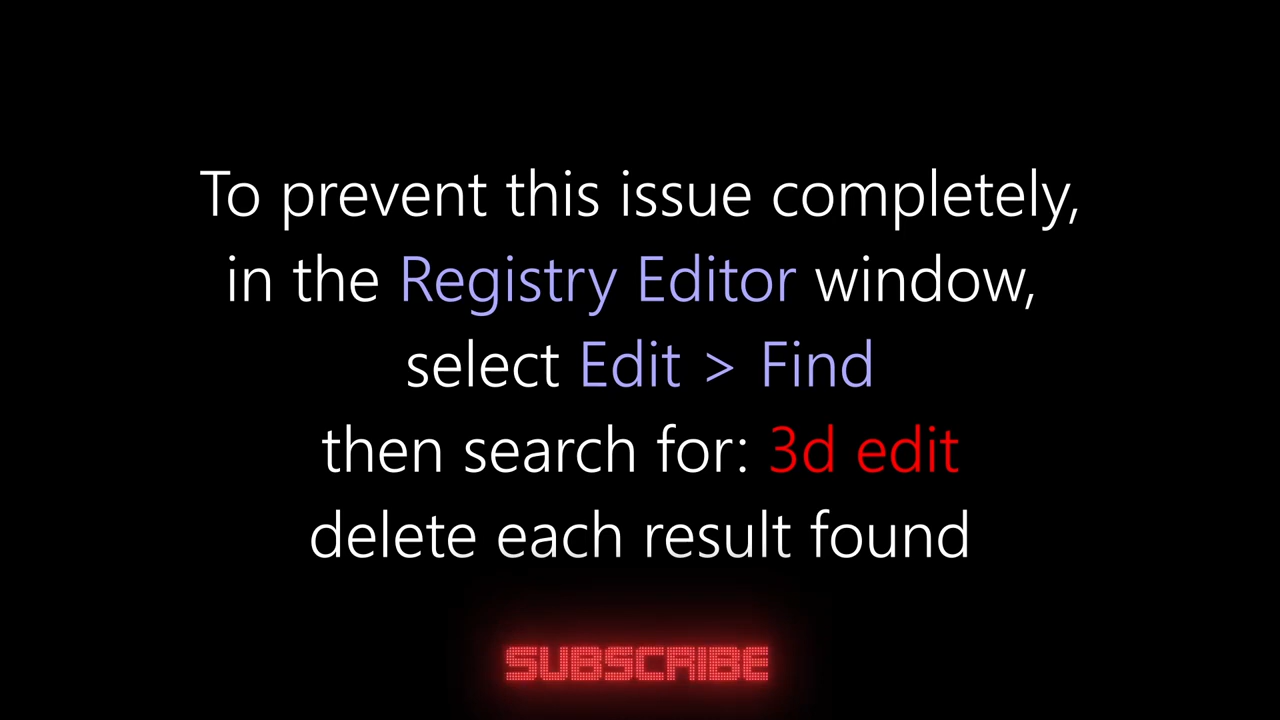 To prevent this issue completely,
in the Registry Editor window,
select Edit > Find
then search for: 3d edit
delete each result found
SUBSCRIBE